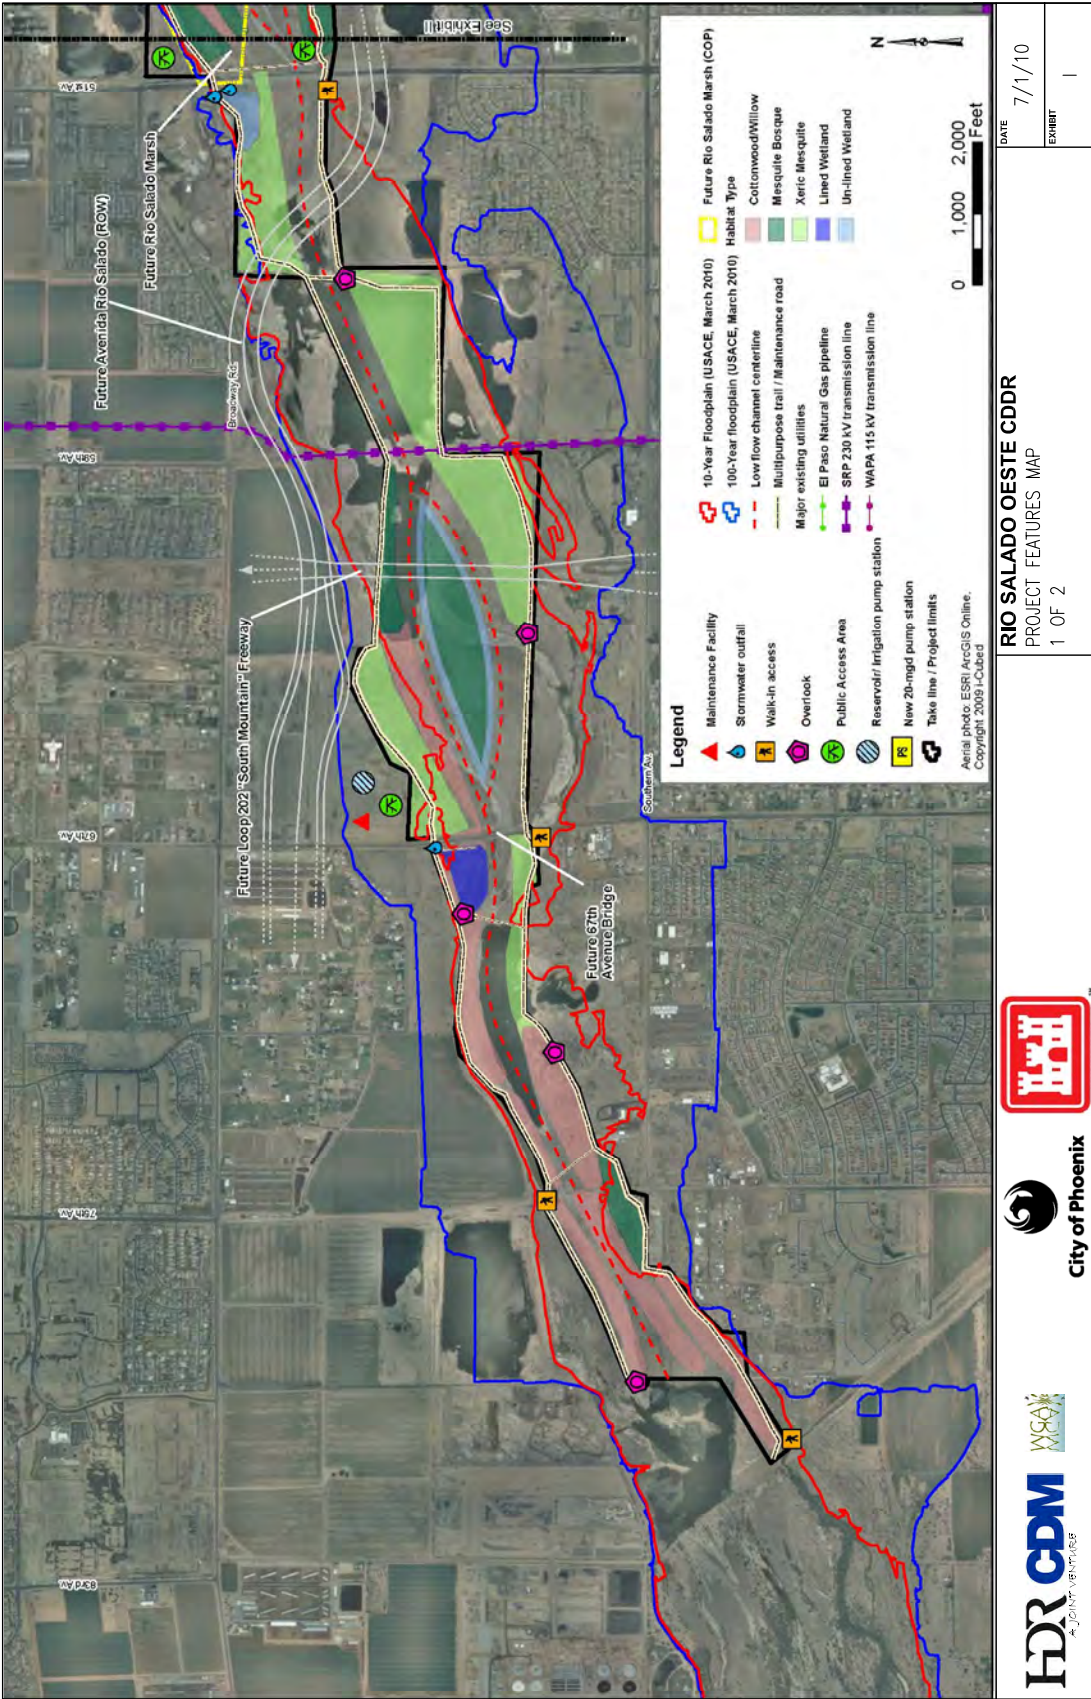 See Exhibit II
51st Av.
Future Rio Salado Marsh
Future Avenida Rio Salado (ROW)
Broadway Rd.
59th Av.
Future Loop 202 "South Mountain" Freeway
67th Av.
Southern Av.
Future 67th
Avenue Bridge
75th Av.
83rd Av.
Legend
Maintenance Facility
Stormwater outfall
Walk-in access
Overlook
Public Access Area
Reservoir/ Irrigation pump station
PS
New 20-mgd pump station
Take line / Project limits
10-Year Floodplain (USACE, March 2010)
100-Year floodplain (USACE, March 2010)
Low flow channel centerline
Multipurpose trail / Maintenance road
Major existing utilities
El Paso Natural Gas pipeline
SRP 230 kV transmission line
WAPA 115 kV transmission line
Future Rio Salado Marsh (COP)
Habitat Type
Cottonwood/Willow
Mesquite Bosque
Xeric Mesquite
Lined Wetland
Un-lined Wetland
N
0 1,000 2,000
Feet
Aerial photo: ESRI ArcGIS Online,
Copyright 2009 i-Cubed
HDR CDM
A JOINT VENTURE
WGA
City of Phoenix
RIO SALADO OESTE CDDR
PROJECT FEATURES MAP
1 OF 2
DATE
7/1/10
EXHIBIT
I